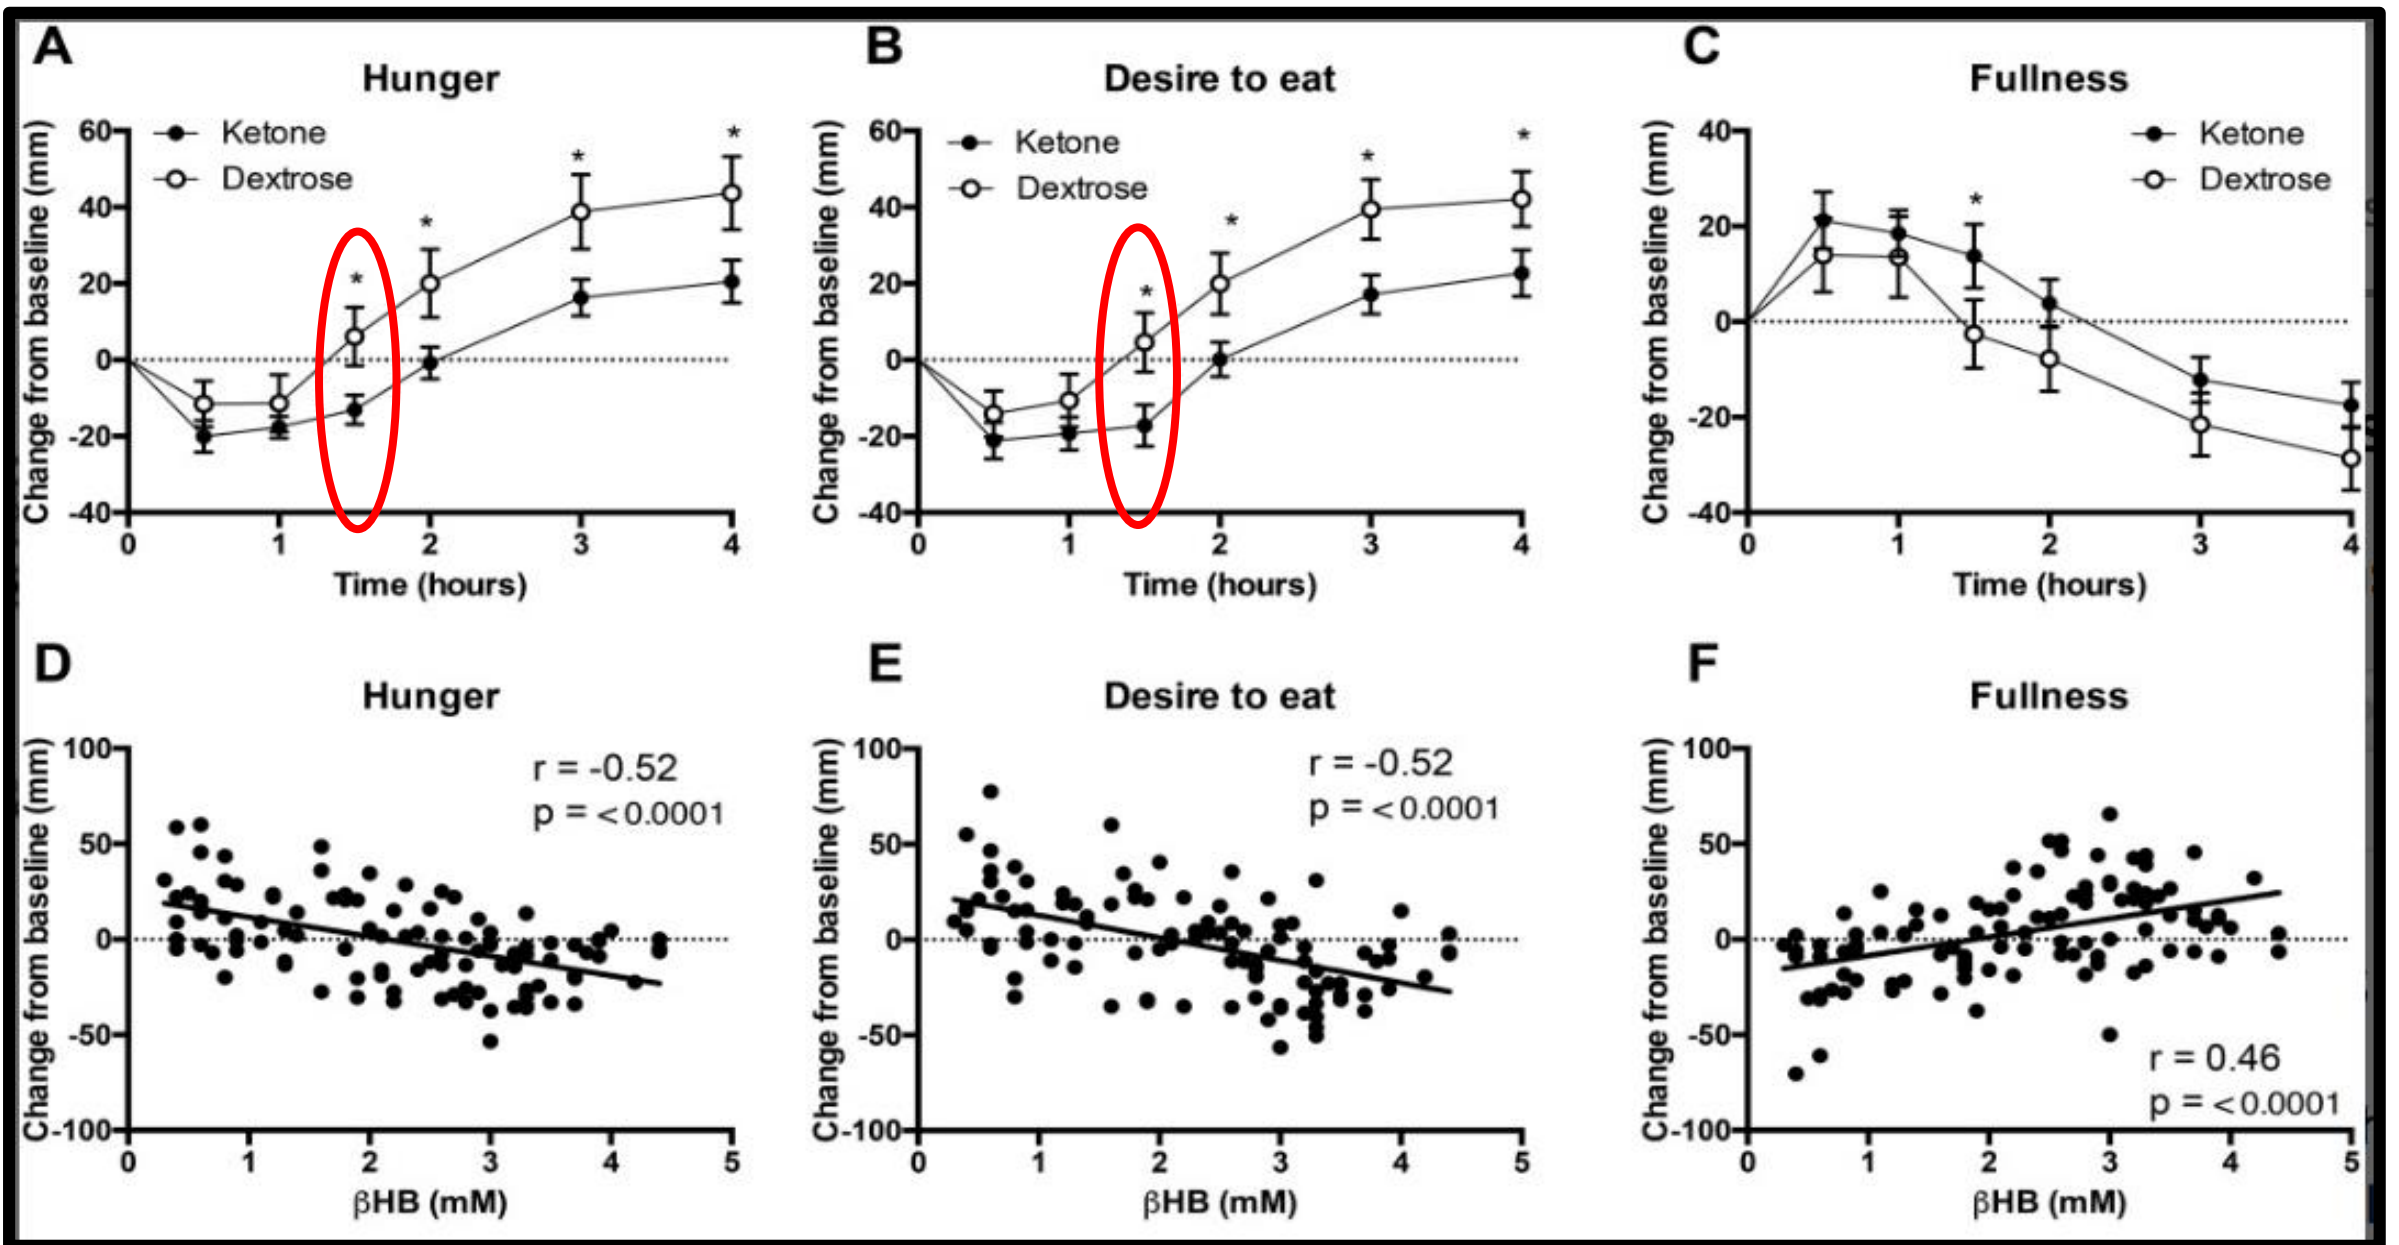 A
Hunger
Ketone
Dextrose
Change from baseline (mm)
60
40
20
0
-20
-40
0 1 2 3 4
Time (hours)
* * * *
B
Desire to eat
Ketone
Dextrose
Change from baseline (mm)
60
40
20
0
-20
-40
0 1 2 3 4
Time (hours)
* * * *
C
Fullness
Ketone
Dextrose
Change from baseline (mm)
40
20
0
-20
-40
0 1 2 3 4
Time (hours)
*
D
Hunger
r = -0.52
p = <0.0001
Change from baseline (mm)
100
50
0
-50
-100
0 1 2 3 4 5
βHB (mM)
E
Desire to eat
r = -0.52
p = <0.0001
Change from baseline (mm)
100
50
0
-50
-100
0 1 2 3 4 5
βHB (mM)
F
Fullness
Change from baseline (mm)
100
50
0
-50
-100
r = 0.46
p = <0.0001
0 1 2 3 4 5
βHB (mM)